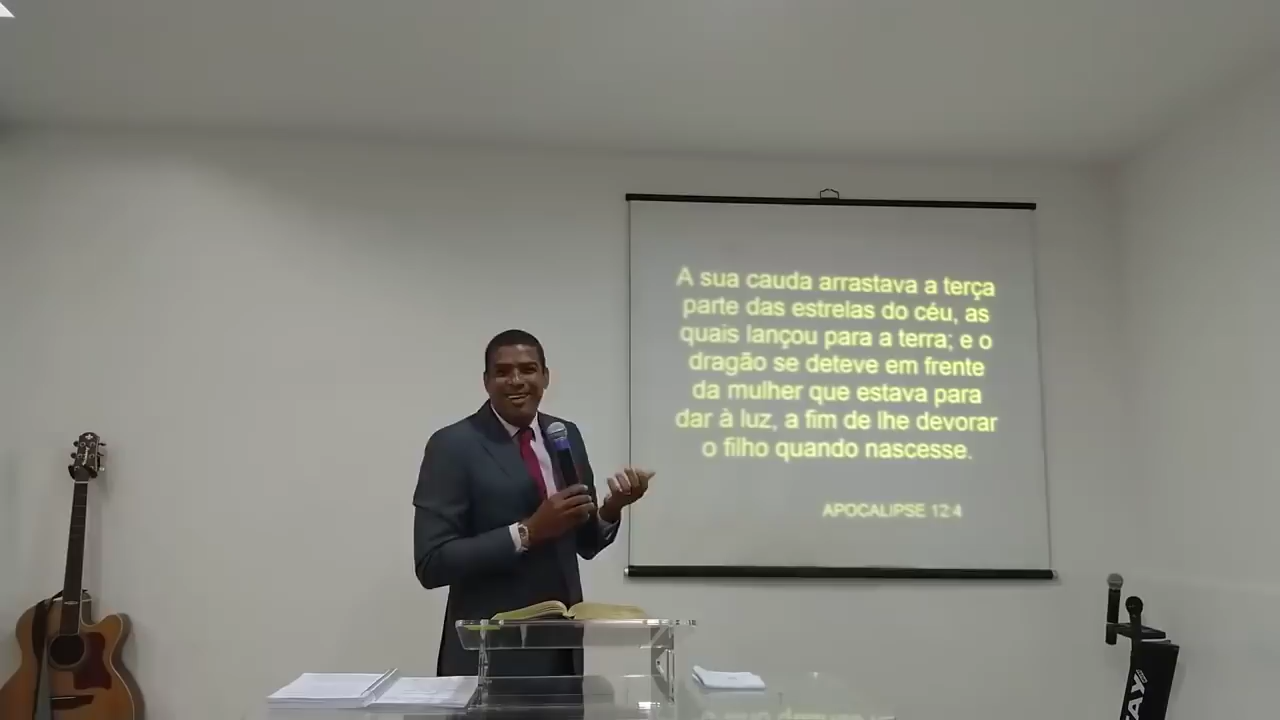 A sua cauda arrastava a terça
parte das estrelas do céu, as
quais lançou para a terra; e o
dragão se deteve em frente
da mulher que estava para
dar à luz, a fim de lhe devorar
o filho quando nascesse.
APOCALIPSE 12:4